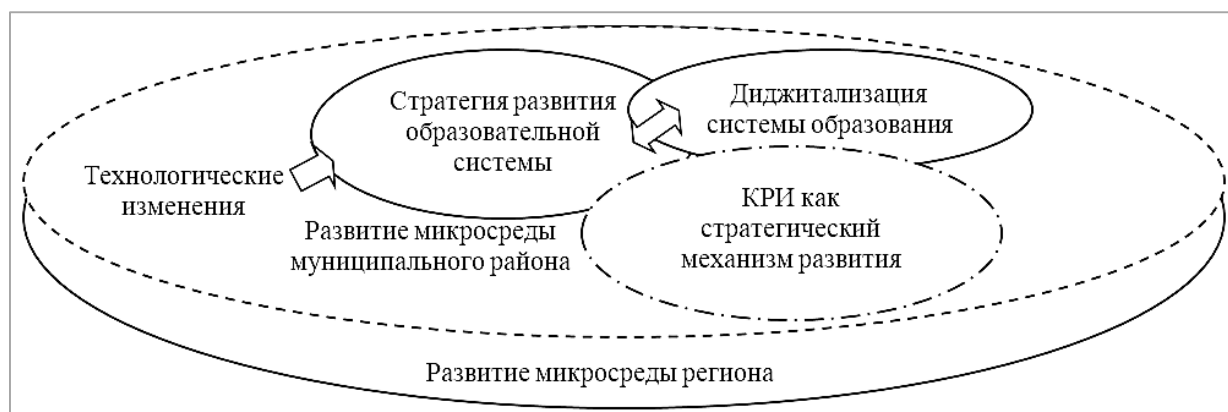 Стратегия развития
образовательной
системы
Диджитализация
системы образования
Технологические
изменения
КРИ как
стратегический
механизм развития
Развитие микросреды
муниципального района
Развитие микросреды региона